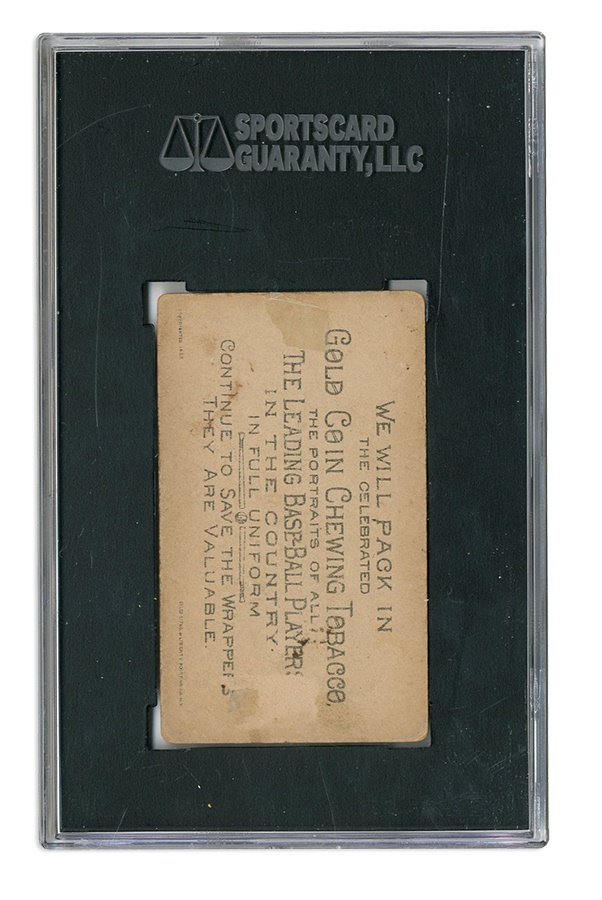 SPORTSCARD
GUARANTY, LLC
WE WILL PACK IN
THE CELEBRATED
GOLD COIN CHEWING TOBACCO,
THE PORTRAITS OF ALL
THE LEADING BASE-BALL PLAYERS
IN THE COUNTRY.
IN FULL UNIFORM
CONTINUE TO SAVE THE WRAPPERS
THEY ARE VALUABLE.